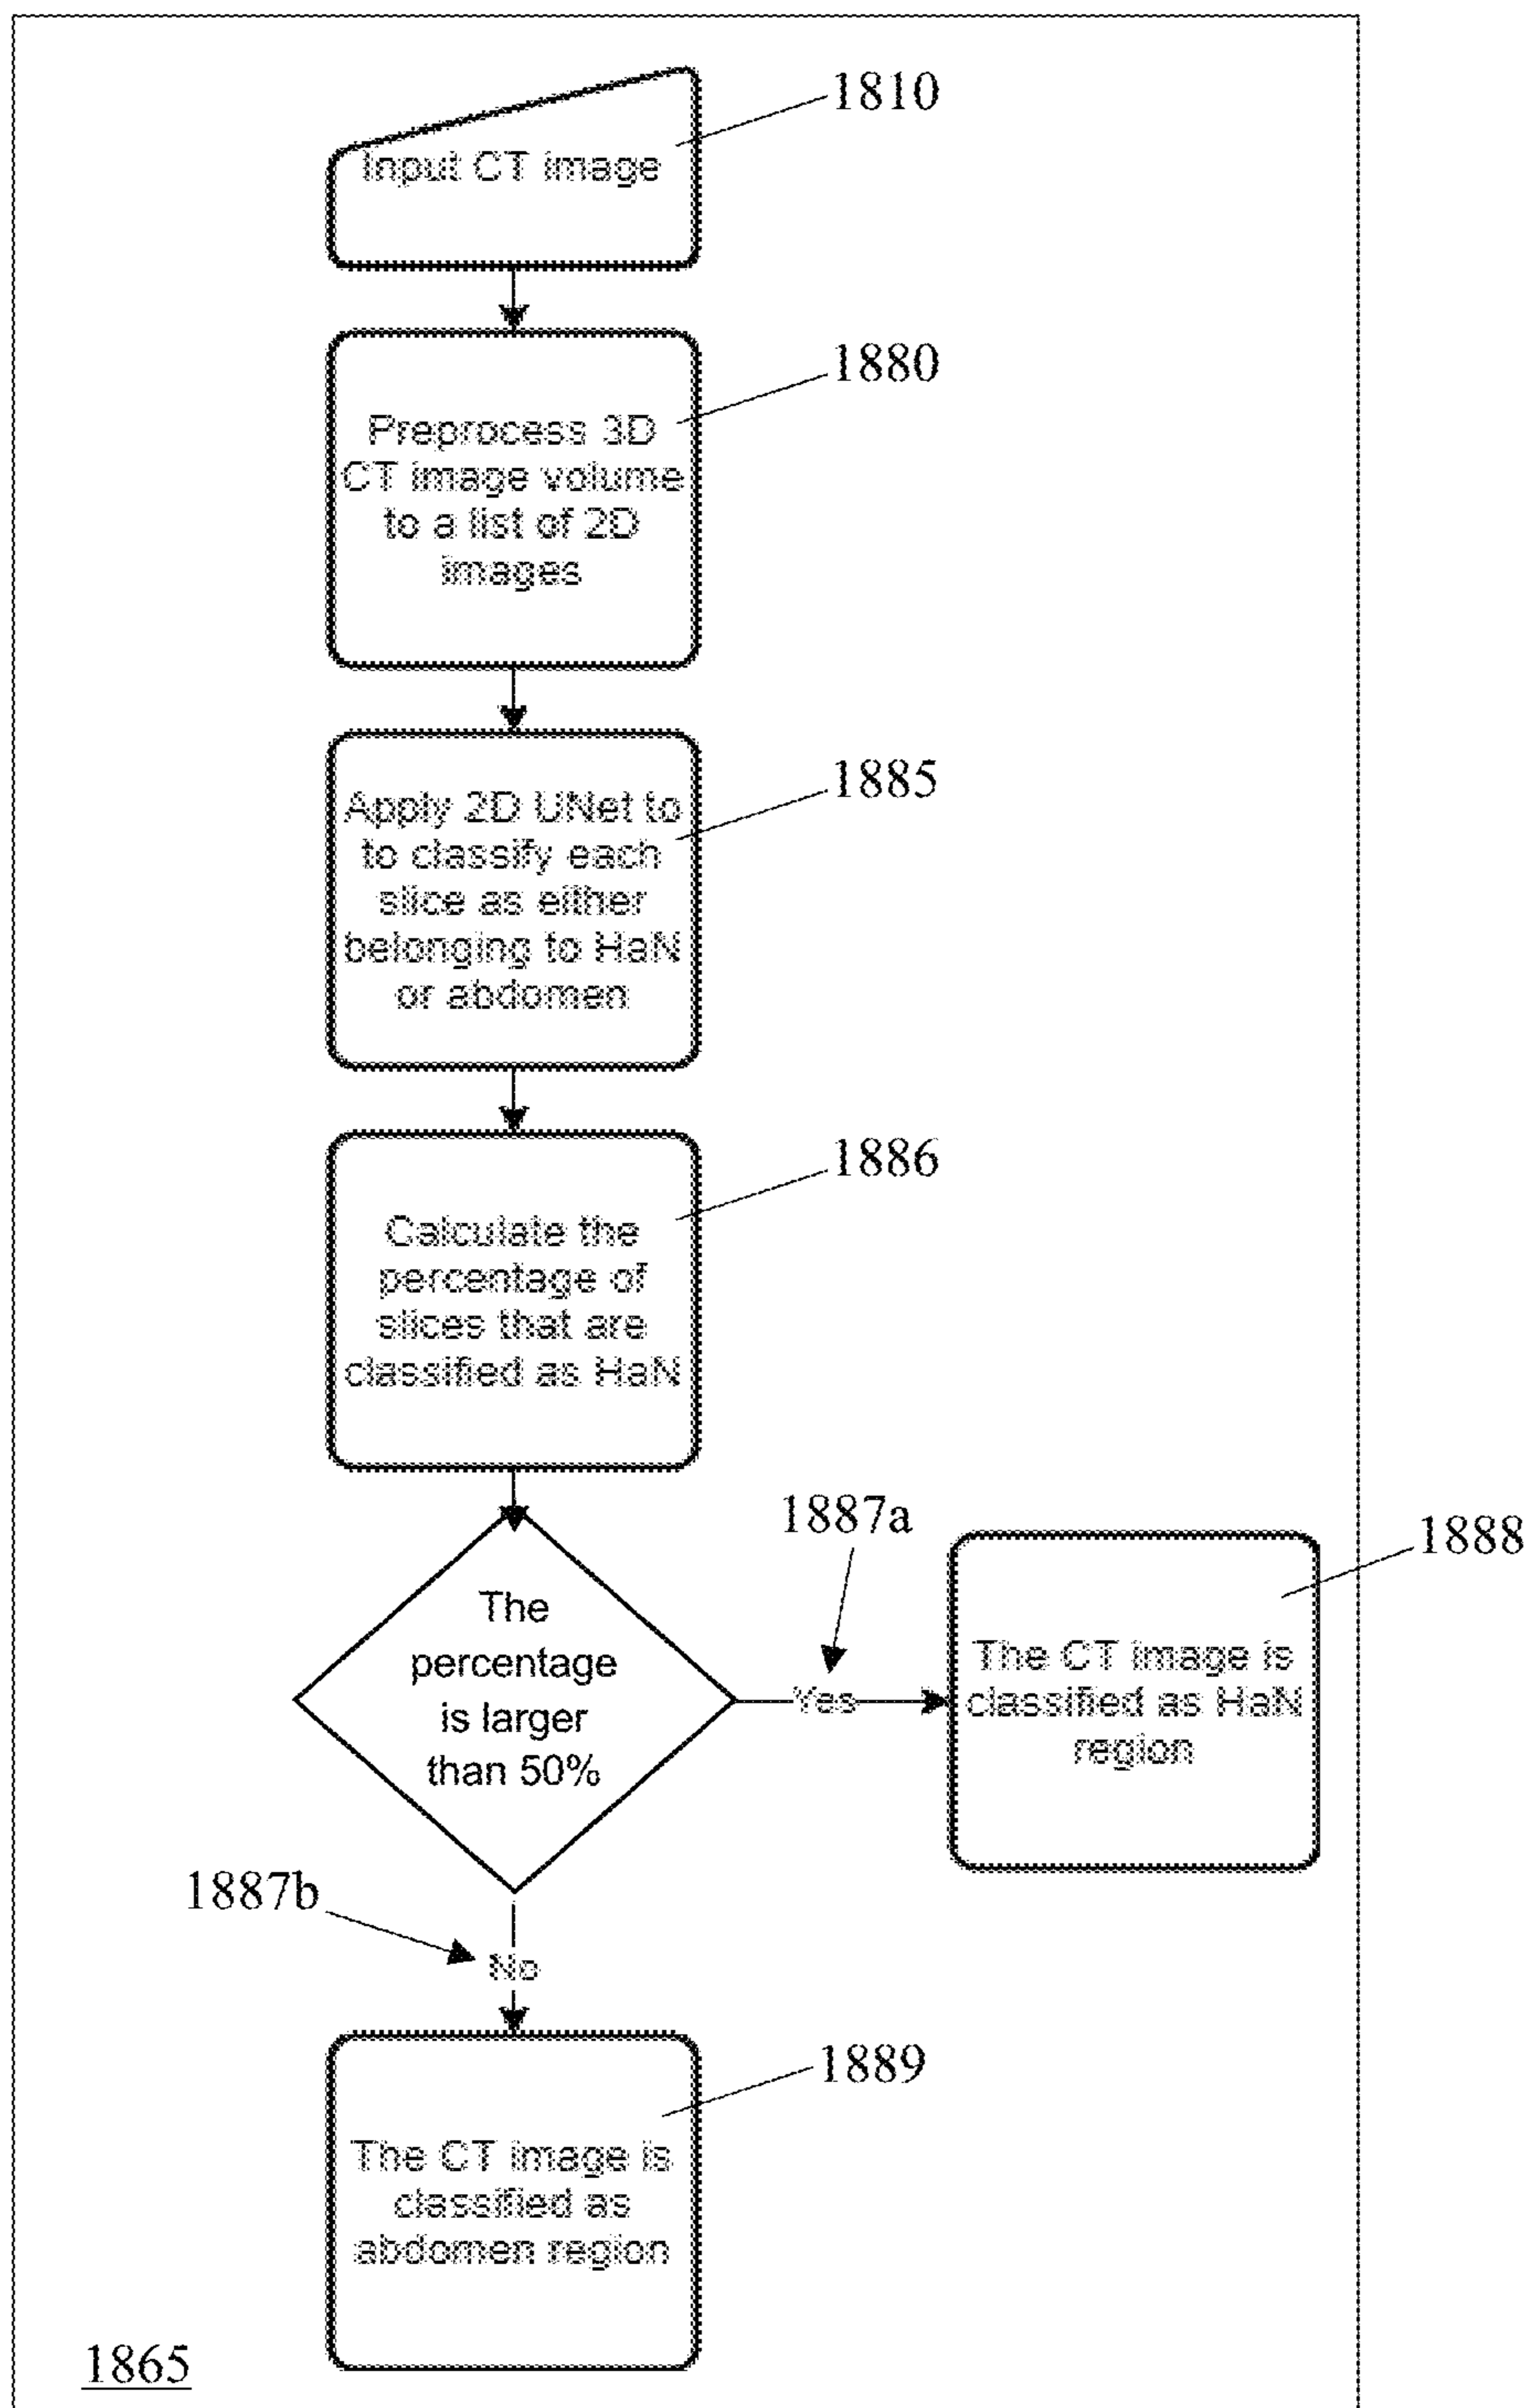 1810
Input CT image
1880
Preprocess 3D
CT image volume
to a list of 2D
images
1885
Apply 2D UNet to
to classify each
slice as either
belonging to HaN
or abdomen
1886
Calculate the
percentage of
slices that are
classified as HaN
The
percentage
is larger
than 50%
1887a
Yes
1888
The CT image is
classified as HaN
region
1887b
No
1889
The CT image is
classified as
abdomen region
1865